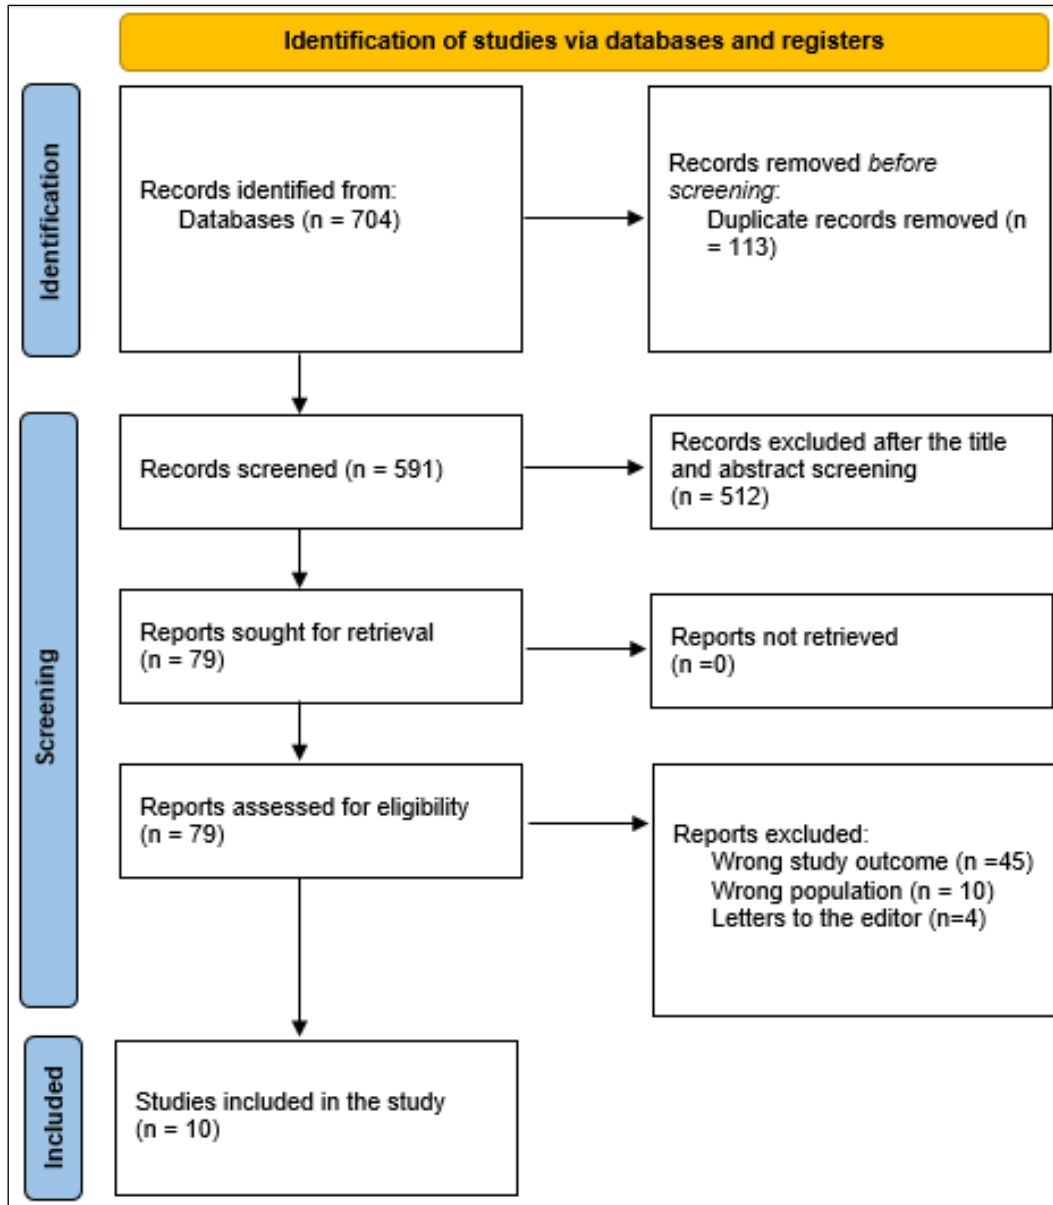 Identification of studies via databases and registers
Identification
Records identified from:
Databases (n = 704)
Records removed before
screening:
Duplicate records removed (n
= 113)
Screening
Records screened (n = 591)
Records excluded after the title
and abstract screening
(n = 512)
Reports sought for retrieval
(n = 79)
Reports not retrieved
(n =0)
Reports assessed for eligibility
(n = 79)
Reports excluded:
Wrong study outcome (n =45)
Wrong population (n = 10)
Letters to the editor (n=4)
Included
Studies included in the study
(n = 10)